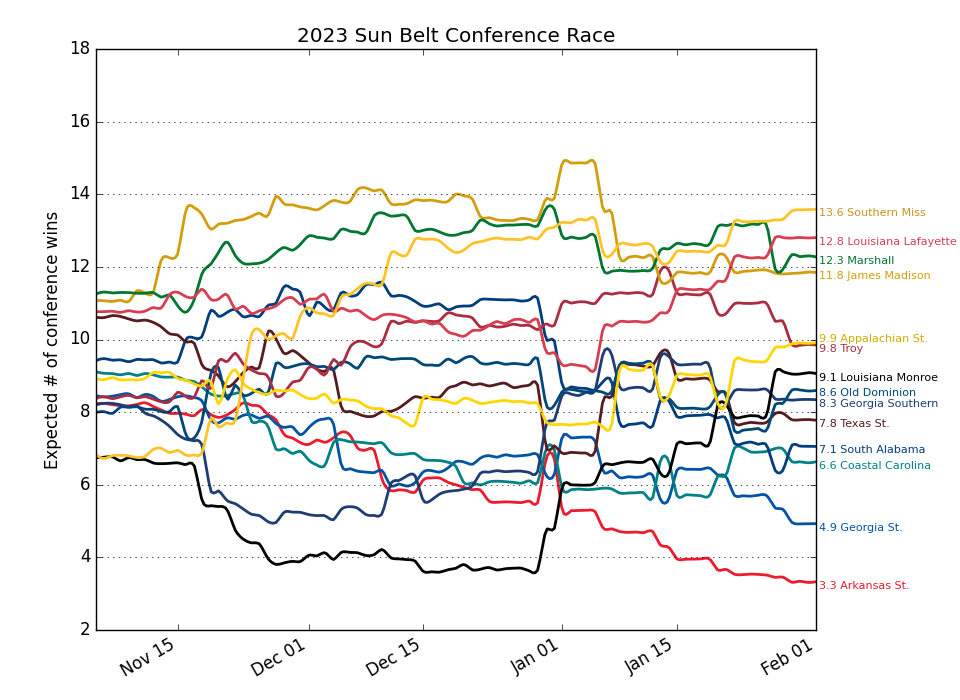 2023 Sun Belt Conference Race
Expected # of conference wins
18
16
14
12
10
8
6
4
2
Nov 15
Dec 01
Dec 15
Jan 01
Jan 15
Feb 01
13.6 Southern Miss
12.8 Louisiana Lafayette
12.3 Marshall
11.8 James Madison
9.9 Appalachian St.
9.8 Troy
9.1 Louisiana Monroe
8.6 Old Dominion
8.3 Georgia Southern
7.8 Texas St.
7.1 South Alabama
6.6 Coastal Carolina
4.9 Georgia St.
3.3 Arkansas St.